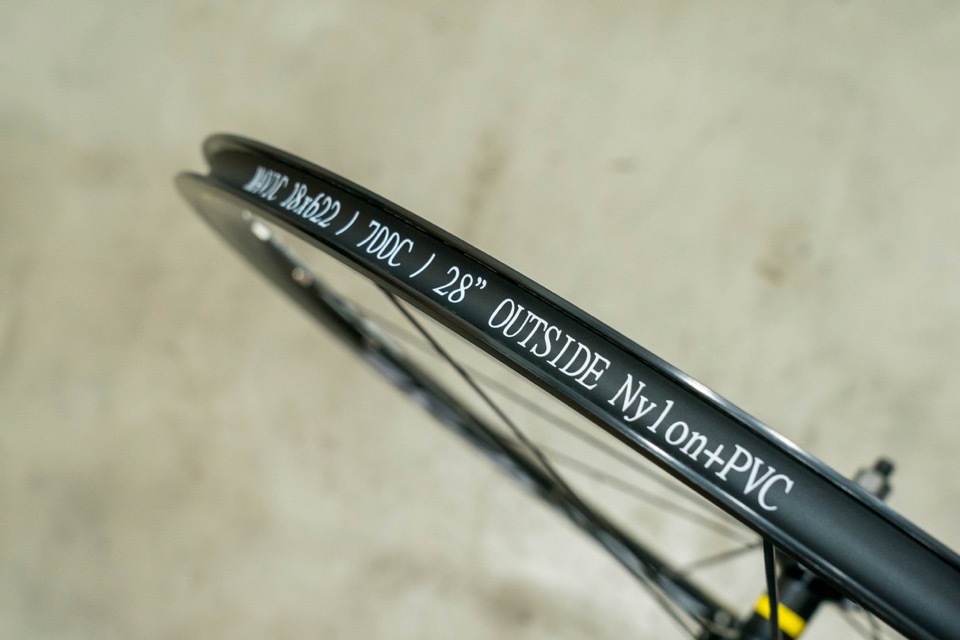 MAVIC 18x622 / 700C / 28” OUTSIDE Nylon+PVC